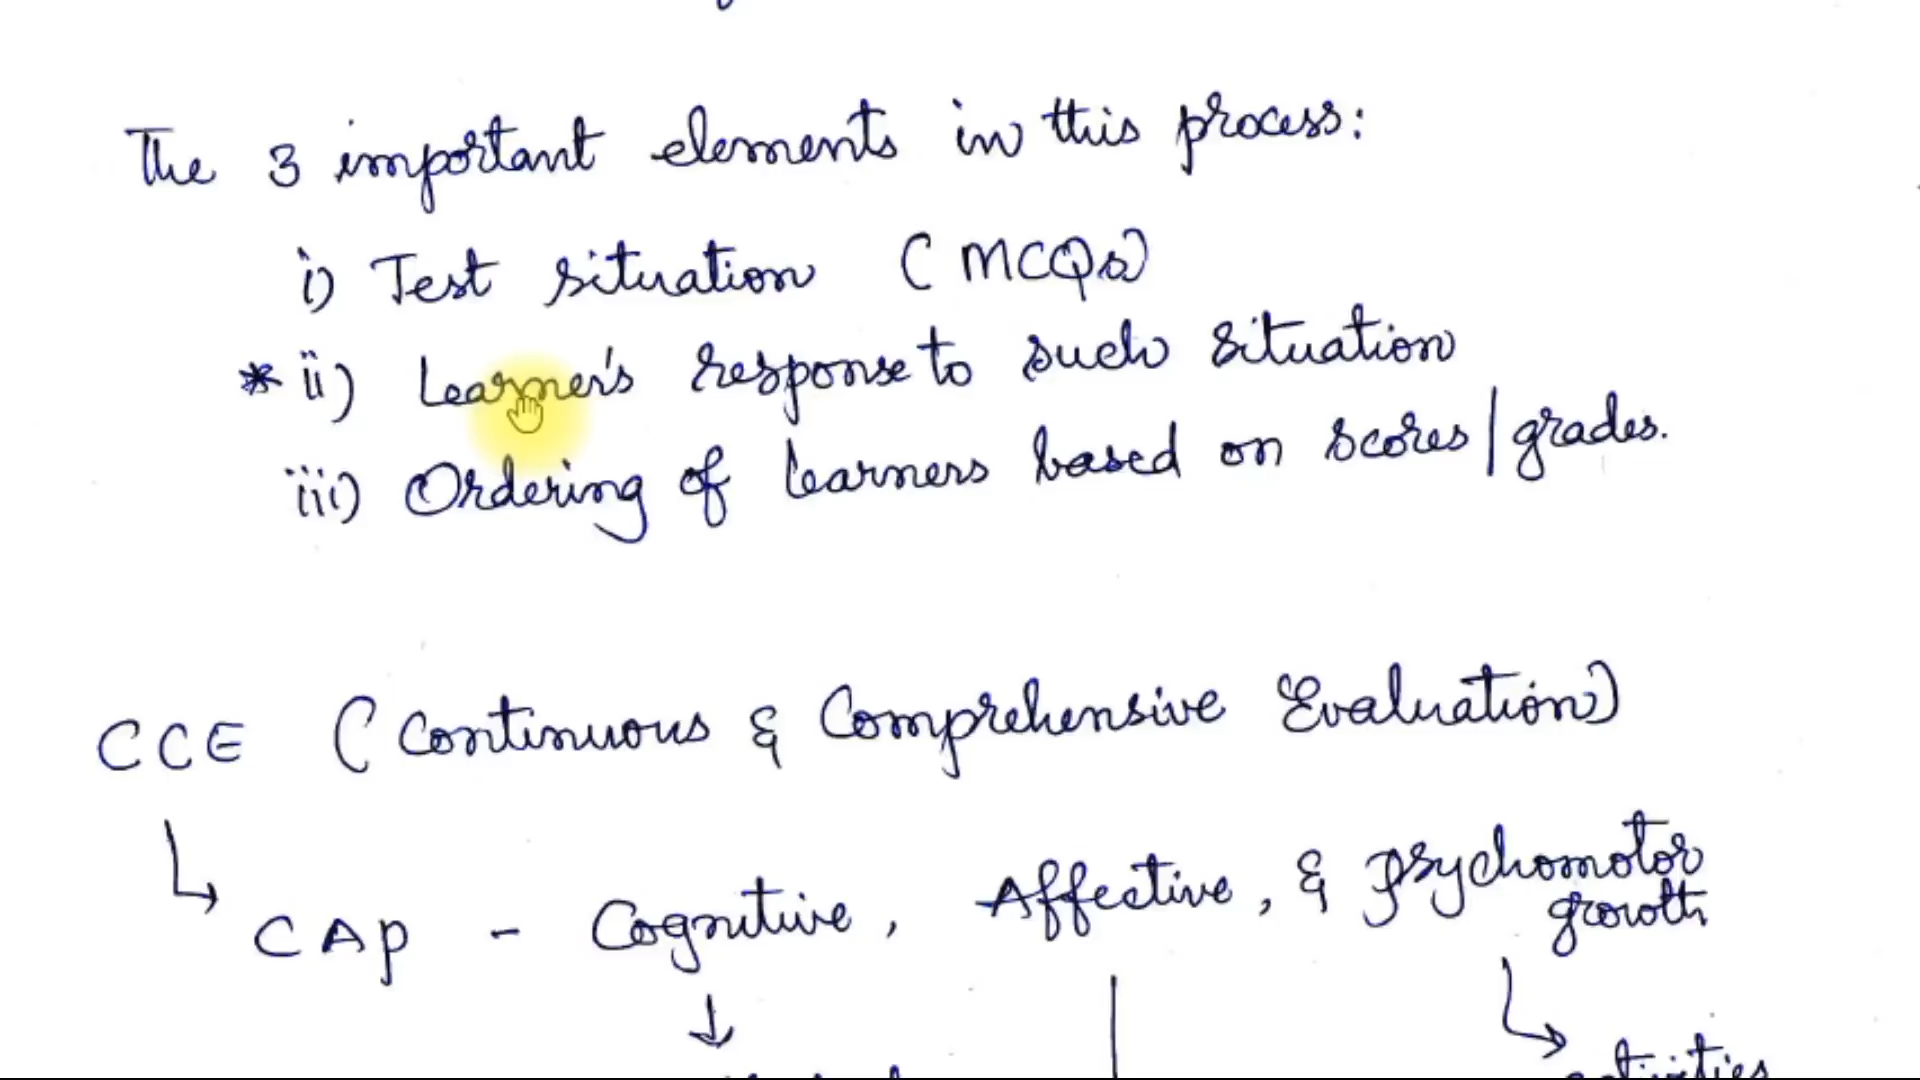 The 3 important elements in this process:
i) Test situation (MCQs)
* ii) Learner's response to such situation
iii) Ordering of learners based on scores/grades.
CCE (Continuous & Comprehensive Evaluation)
↳ CAP - Cognitive, Affective, & psychomotor
growth
activities